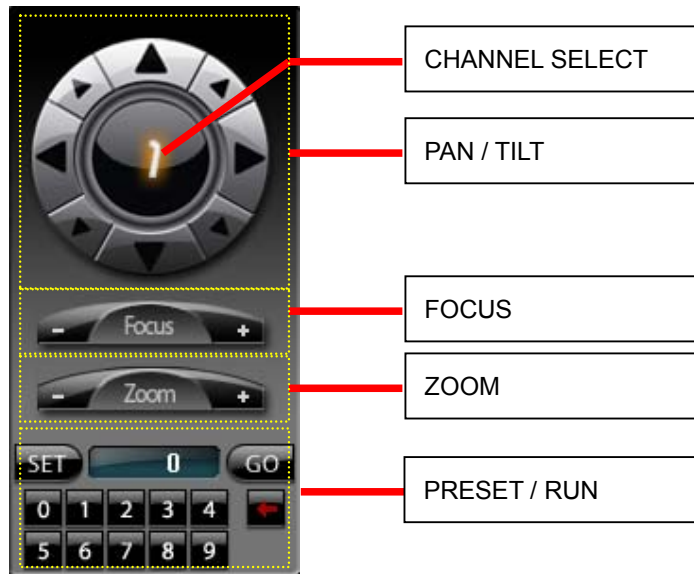 CHANNEL SELECT
1
PAN / TILT
- Focus +
FOCUS
- Zoom +
ZOOM
SET 0 GO
0 1 2 3 4
PRESET / RUN
5 6 7 8 9